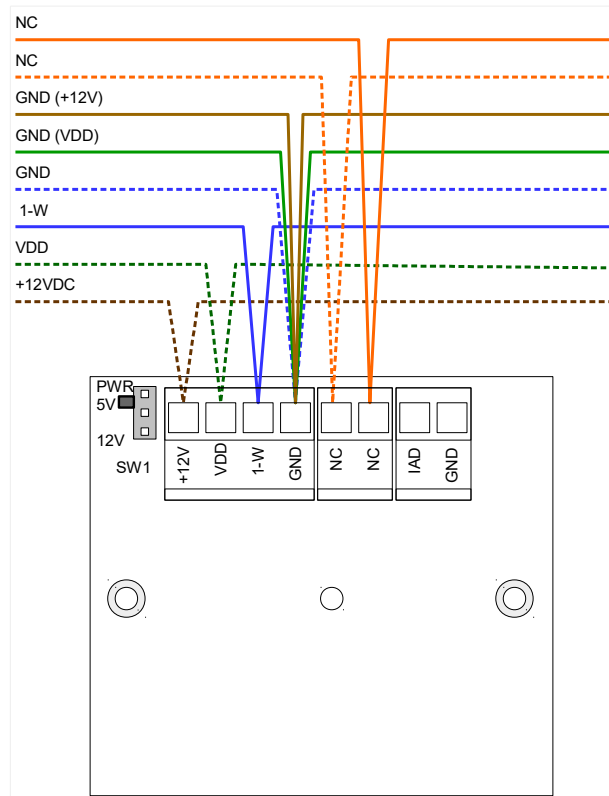 NC
NC
GND (+12V)
GND (VDD)
GND
1-W
VDD
+12VDC
PWR
5V
12V
SW1
+12V
VDD
1-W
GND
NC
NC
IAD
GND